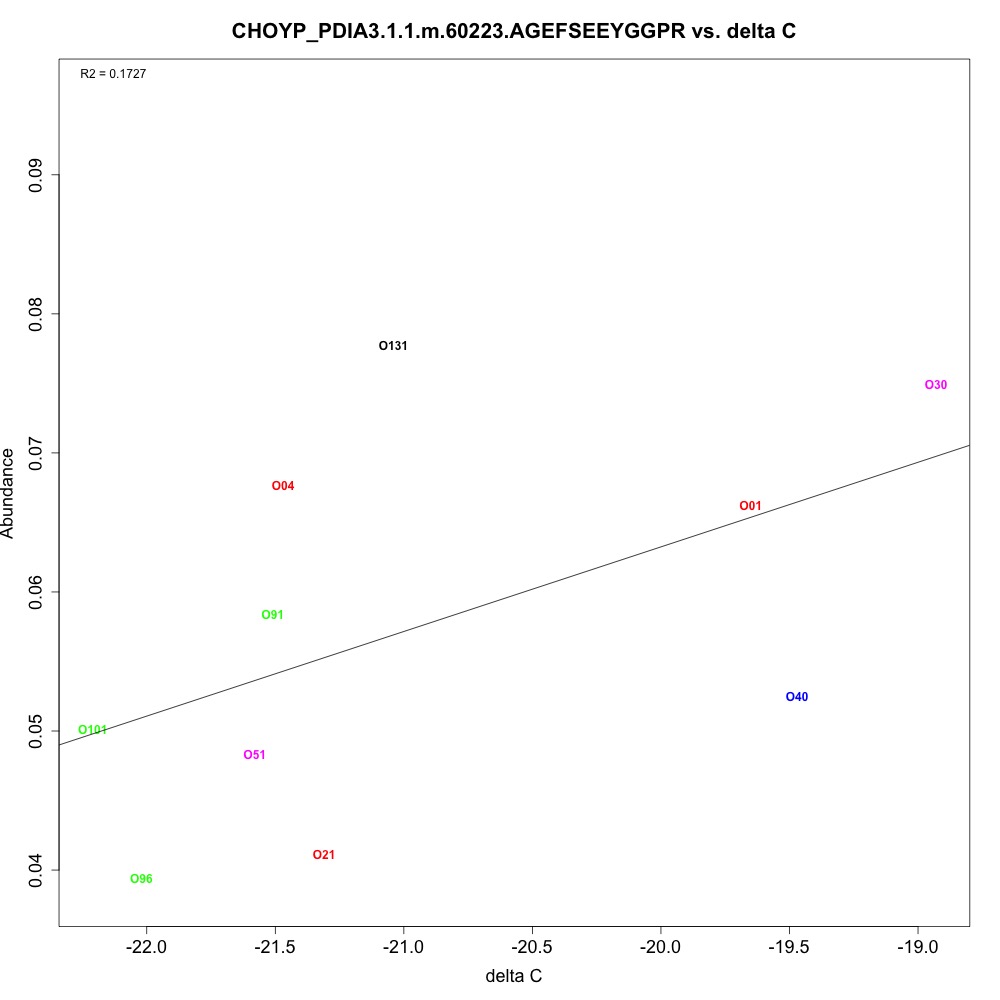 CHOYP_PDIA3.1.1.m.60223.AGEFSEEYGGPR vs. delta C
R2 = 0.1727
0.09
0.08
0.07
0.06
0.05
0.04
Abundance
O131
O30
O04
O01
O91
O40
O101
O51
O21
O96
-22.0 -21.5 -21.0 -20.5 -20.0 -19.5 -19.0
delta C